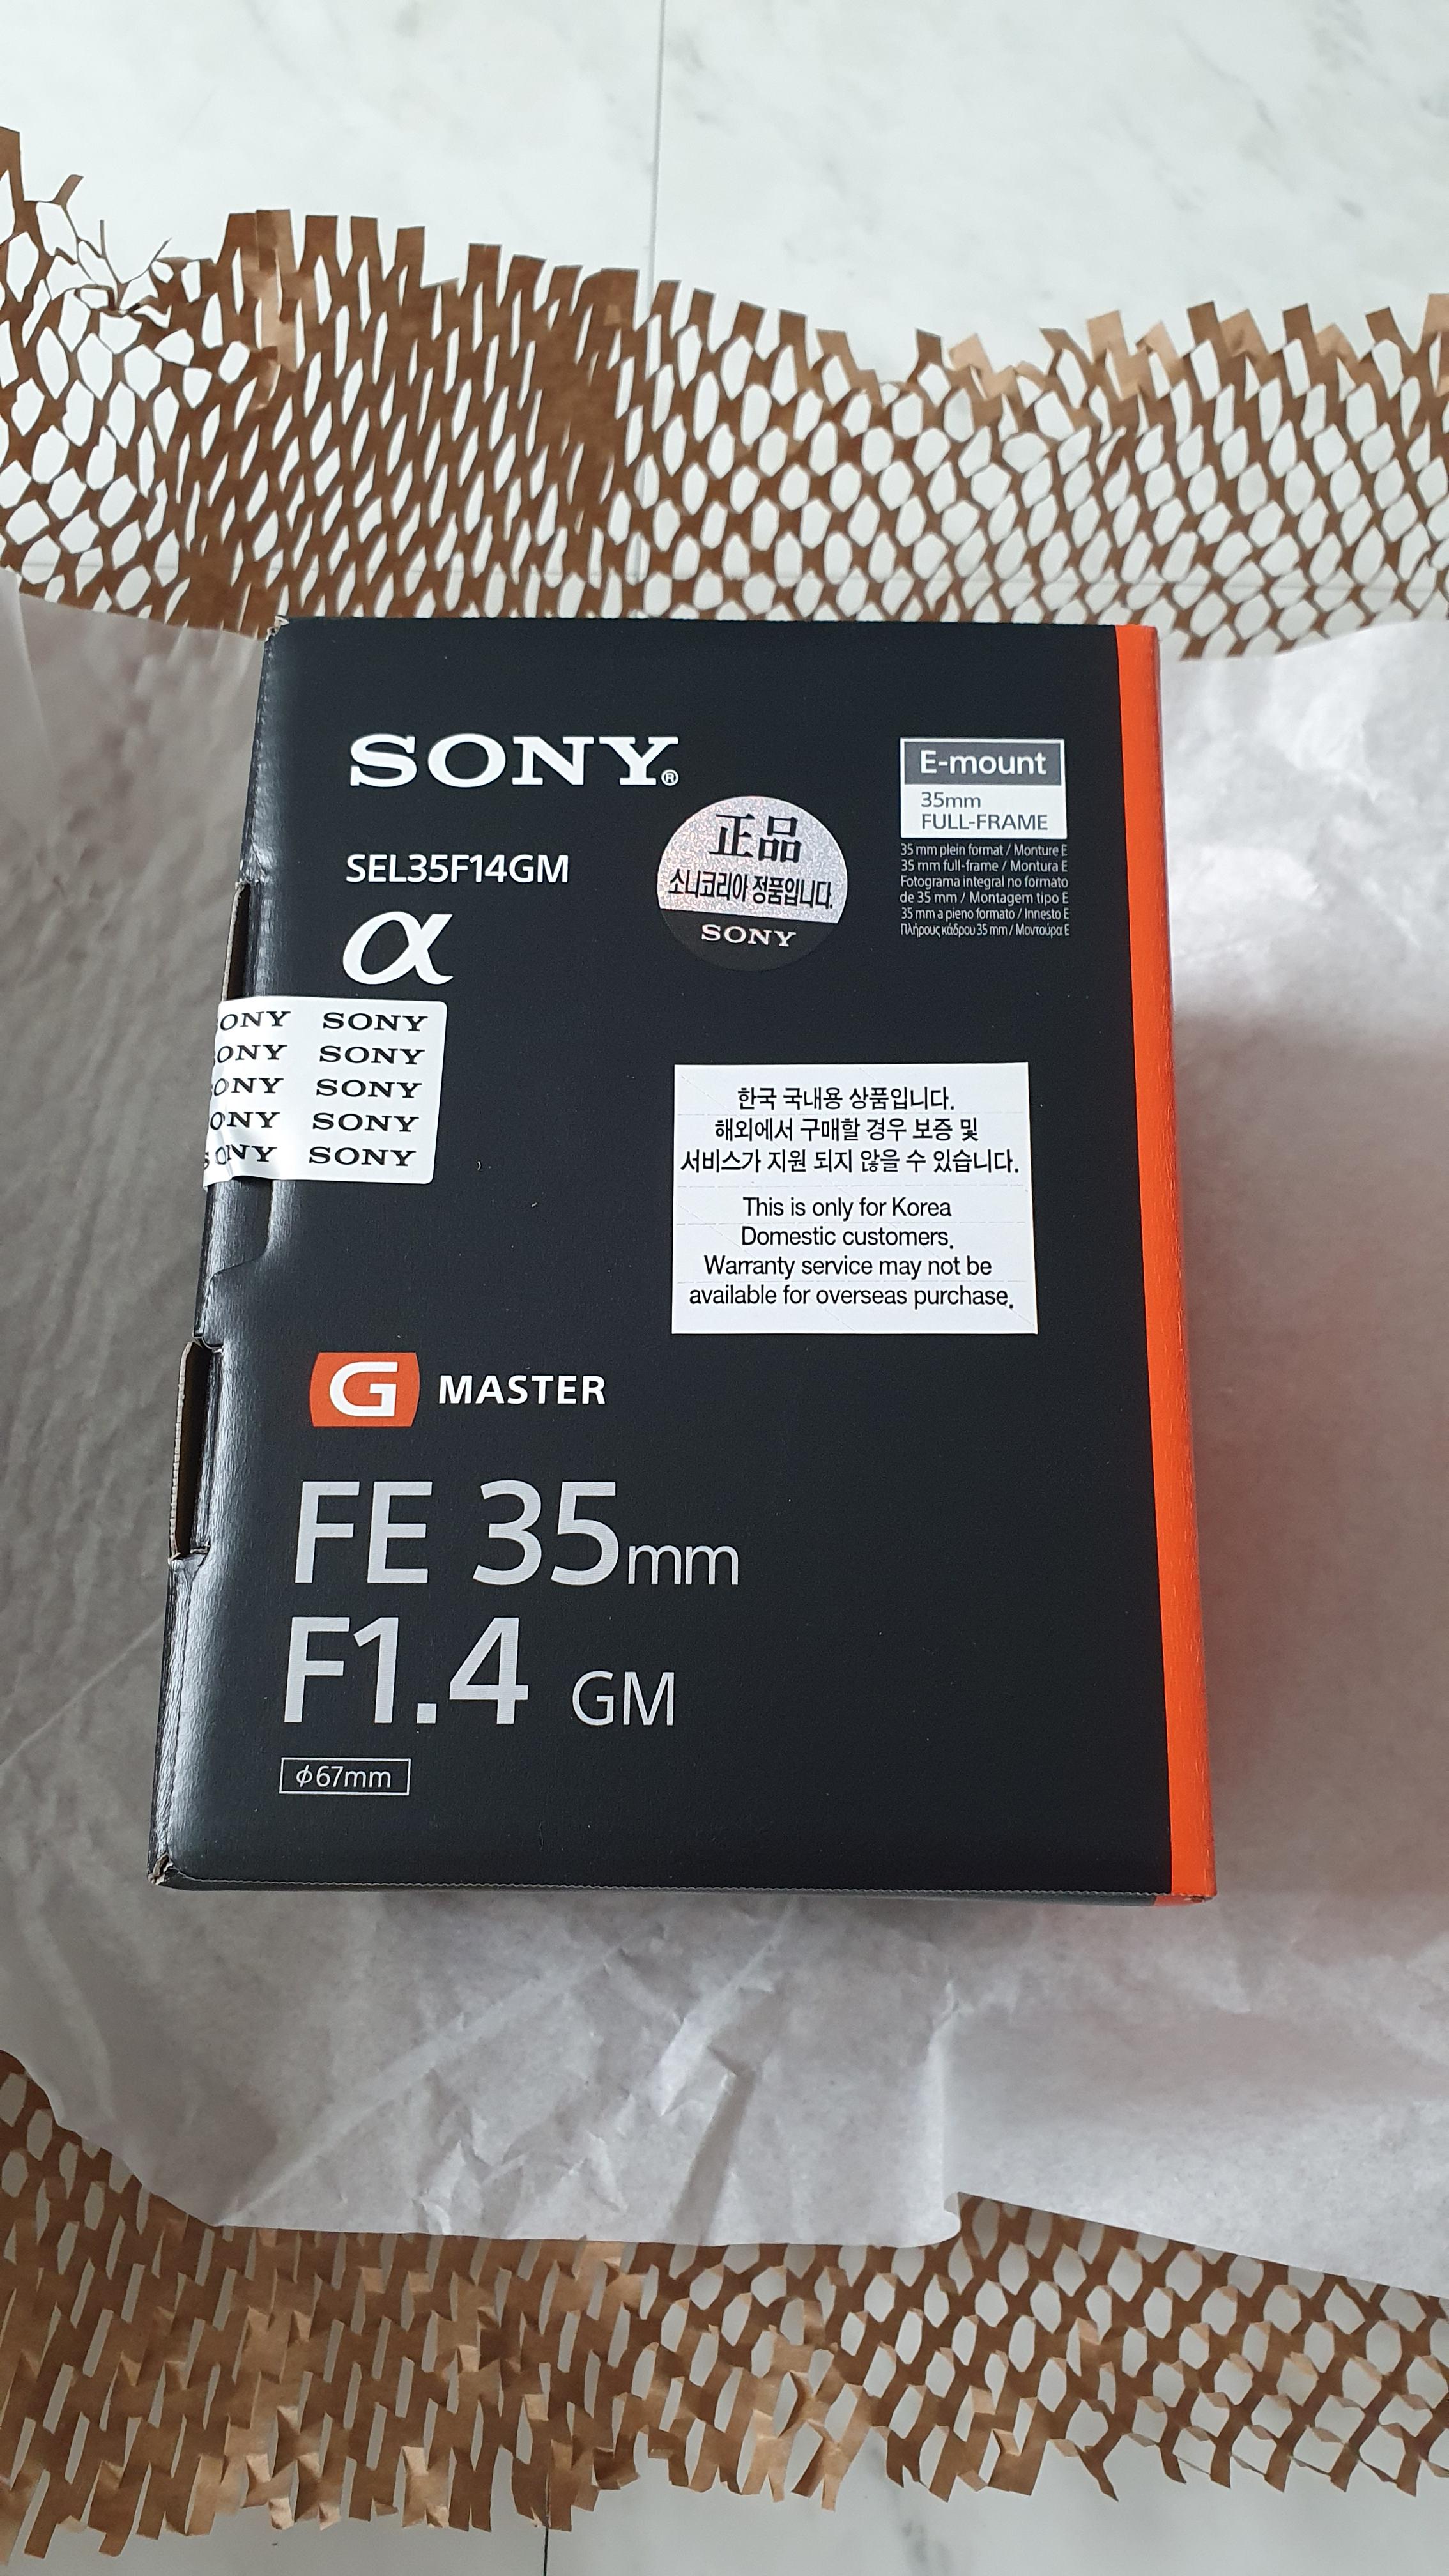 SONY®
SEL35F14GM
α
正品
소니코리아 정품입니다.
SONY
E-mount
35mm
FULL-FRAME
35 mm plein format / Monture E
35 mm full-frame / Montura E
Fotograma integral no formato
de 35 mm / Montagem tipo E
35 mm a pieno formato / Innesto E
Πλήρους κάδρου 35 mm / Μοντούρα E
ONY SONY
ONY SONY
ONY SONY
ONY SONY
SONY SONY
한국 국내용 상품입니다.
해외에서 구매할 경우 보증 및
서비스가 지원 되지 않을 수 있습니다.
This is only for Korea
Domestic customers.
Warranty service may not be
available for overseas purchase.
G MASTER
FE 35mm
F1.4 GM
ϕ67mm